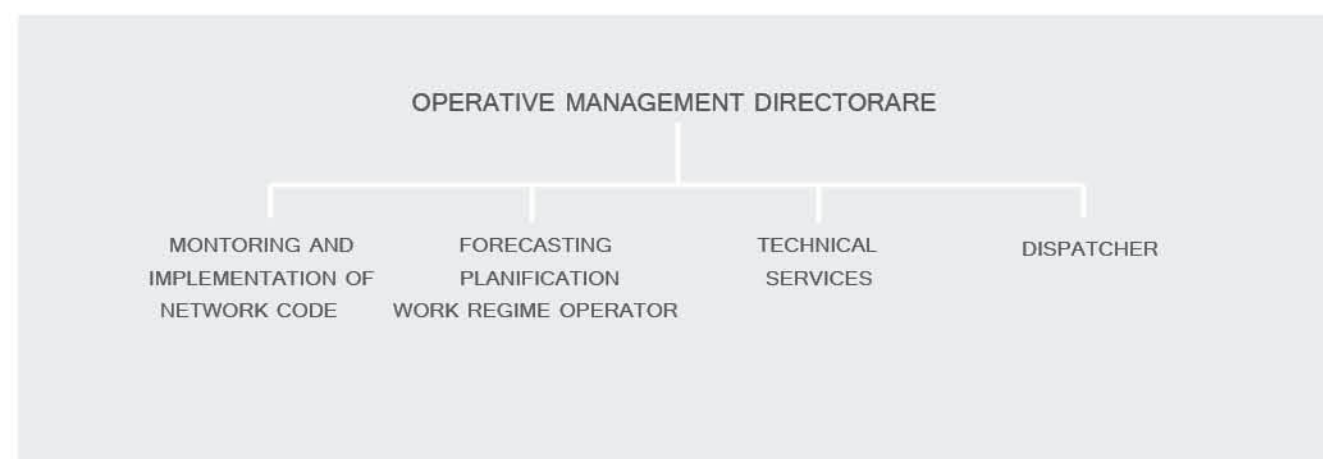 OPERATIVE MANAGEMENT DIRECTORARE
MONTORING AND
IMPLEMENTATION OF
NETWORK CODE
FORECASTING
PLANIFICATION
WORK REGIME OPERATOR
TECHNICAL
SERVICES
DISPATCHER